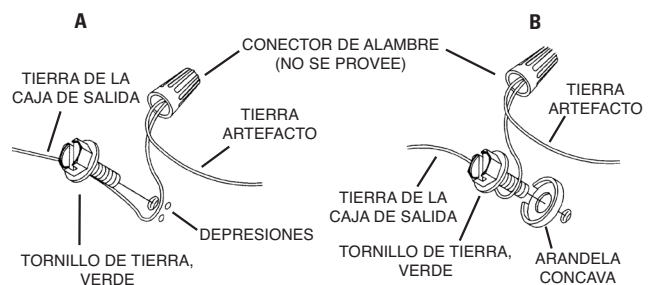 A
B
CONECTOR DE ALAMBRE
(NO SE PROVEE)
TIERRA DE LA
CAJA DE SALIDA
TIERRA
ARTEFACTO
DEPRESIONES
TORNILLO DE TIERRA,
VERDE
TIERRA
ARTEFACTO
TIERRA DE LA
CAJA DE SALIDA
TORNILLO DE TIERRA,
VERDE
ARANDELA
CONCAVA